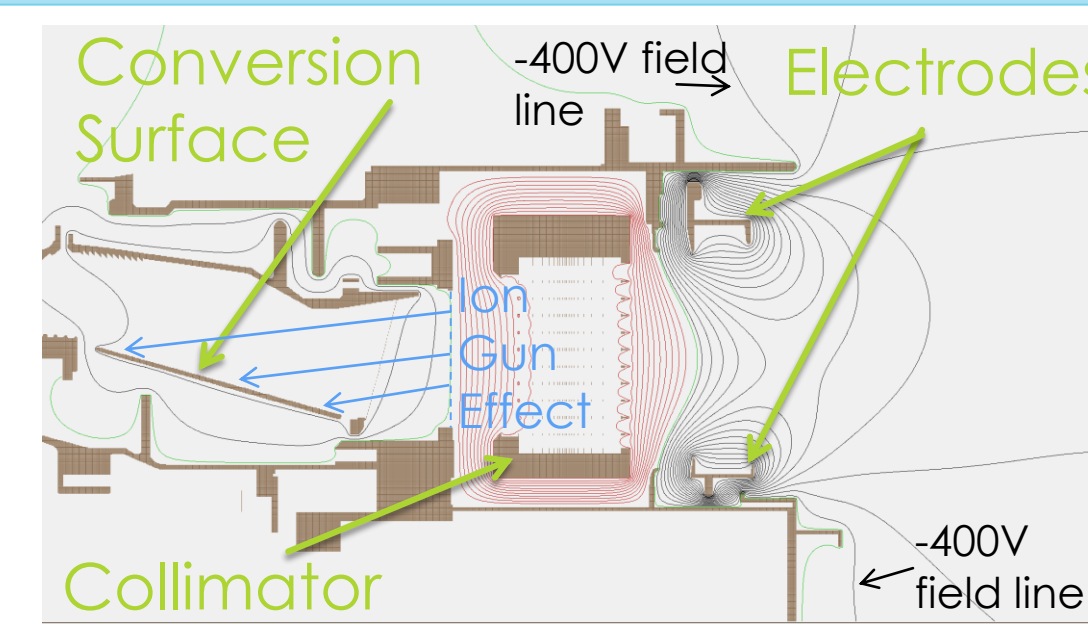 Conversion
Surface
-400V field
line
Electrodes
Ion
Gun
Effect
Collimator
-400V
field line